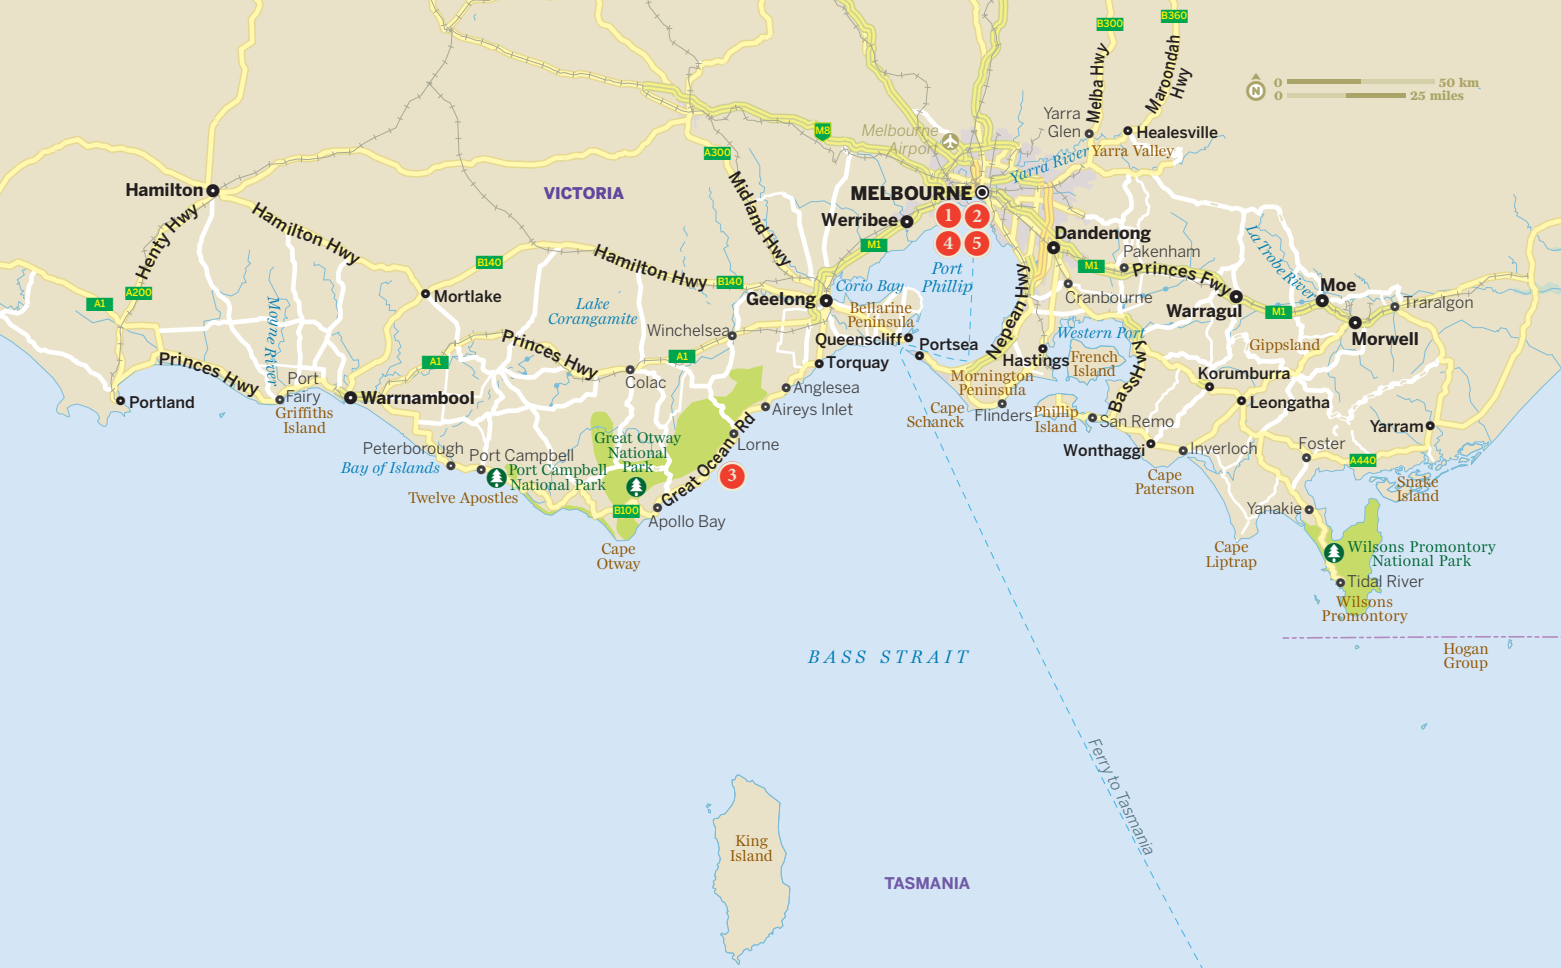 B300
B360
Melba Hwy
Maroondah
Hwy
0
50 km
0
25 miles
N
M8
Melbourne
Airport
Yarra
Glen
Healesville
Yarra River
Yarra Valley
A300
Hamilton
VICTORIA
Midland Hwy
MELBOURNE
Werribee
1
2
4
5
Henty Hwy
Hamilton Hwy
Hamilton Hwy
M1
Dandenong
Pakenham
La Trobe River
B140
B140
M1
Princes Fwy
Port
Phillip
Corio Bay
A200
A1
Mortlake
Lake
Corangamite
Geelong
Bellarine
Peninsula
Nepean Hwy
Cranbourne
Warragul
Moe
Traralgon
M1
Moyne River
Winchelsea
Queenscliff
Portsea
Western Port
Gippsland
Morwell
Princes Hwy
Princes Hwy
A1
A1
Torquay
Hastings
French
Island
Bass Hwy
Colac
Korumburra
Port
Fairy
Griffiths
Island
Warrnambool
Portland
Anglesea
Aireys Inlet
Mornington
Peninsula
Cape
Schanck
Flinders
Phillip
Island
San Remo
Leongatha
Yarram
Great Otway
National
Park
Great Ocean Rd
Lorne
Peterborough
Port Campbell
Bay of Islands
Port Campbell
National Park
Twelve Apostles
3
Wonthaggi
Inverloch
Foster
A440
Cape
Paterson
Snake
Island
B100
Apollo Bay
Yanakie
Cape
Otway
Cape
Liptrap
Wilsons Promontory
National Park
Tidal River
Wilsons
Promontory
BASS STRAIT
Hogan
Group
Ferry to Tasmania
King
Island
TASMANIA